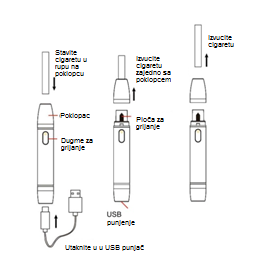 Stavite
cigaretu u
rupu na
poklopcu
Izvucite
cigaretu
zajedno sa
poklopcem
Izvucite
cigaretu
Poklopac
Ploča za
grijanje
Dugme za
grijanje
USB
punjenje
Utaknite u u USB punjač